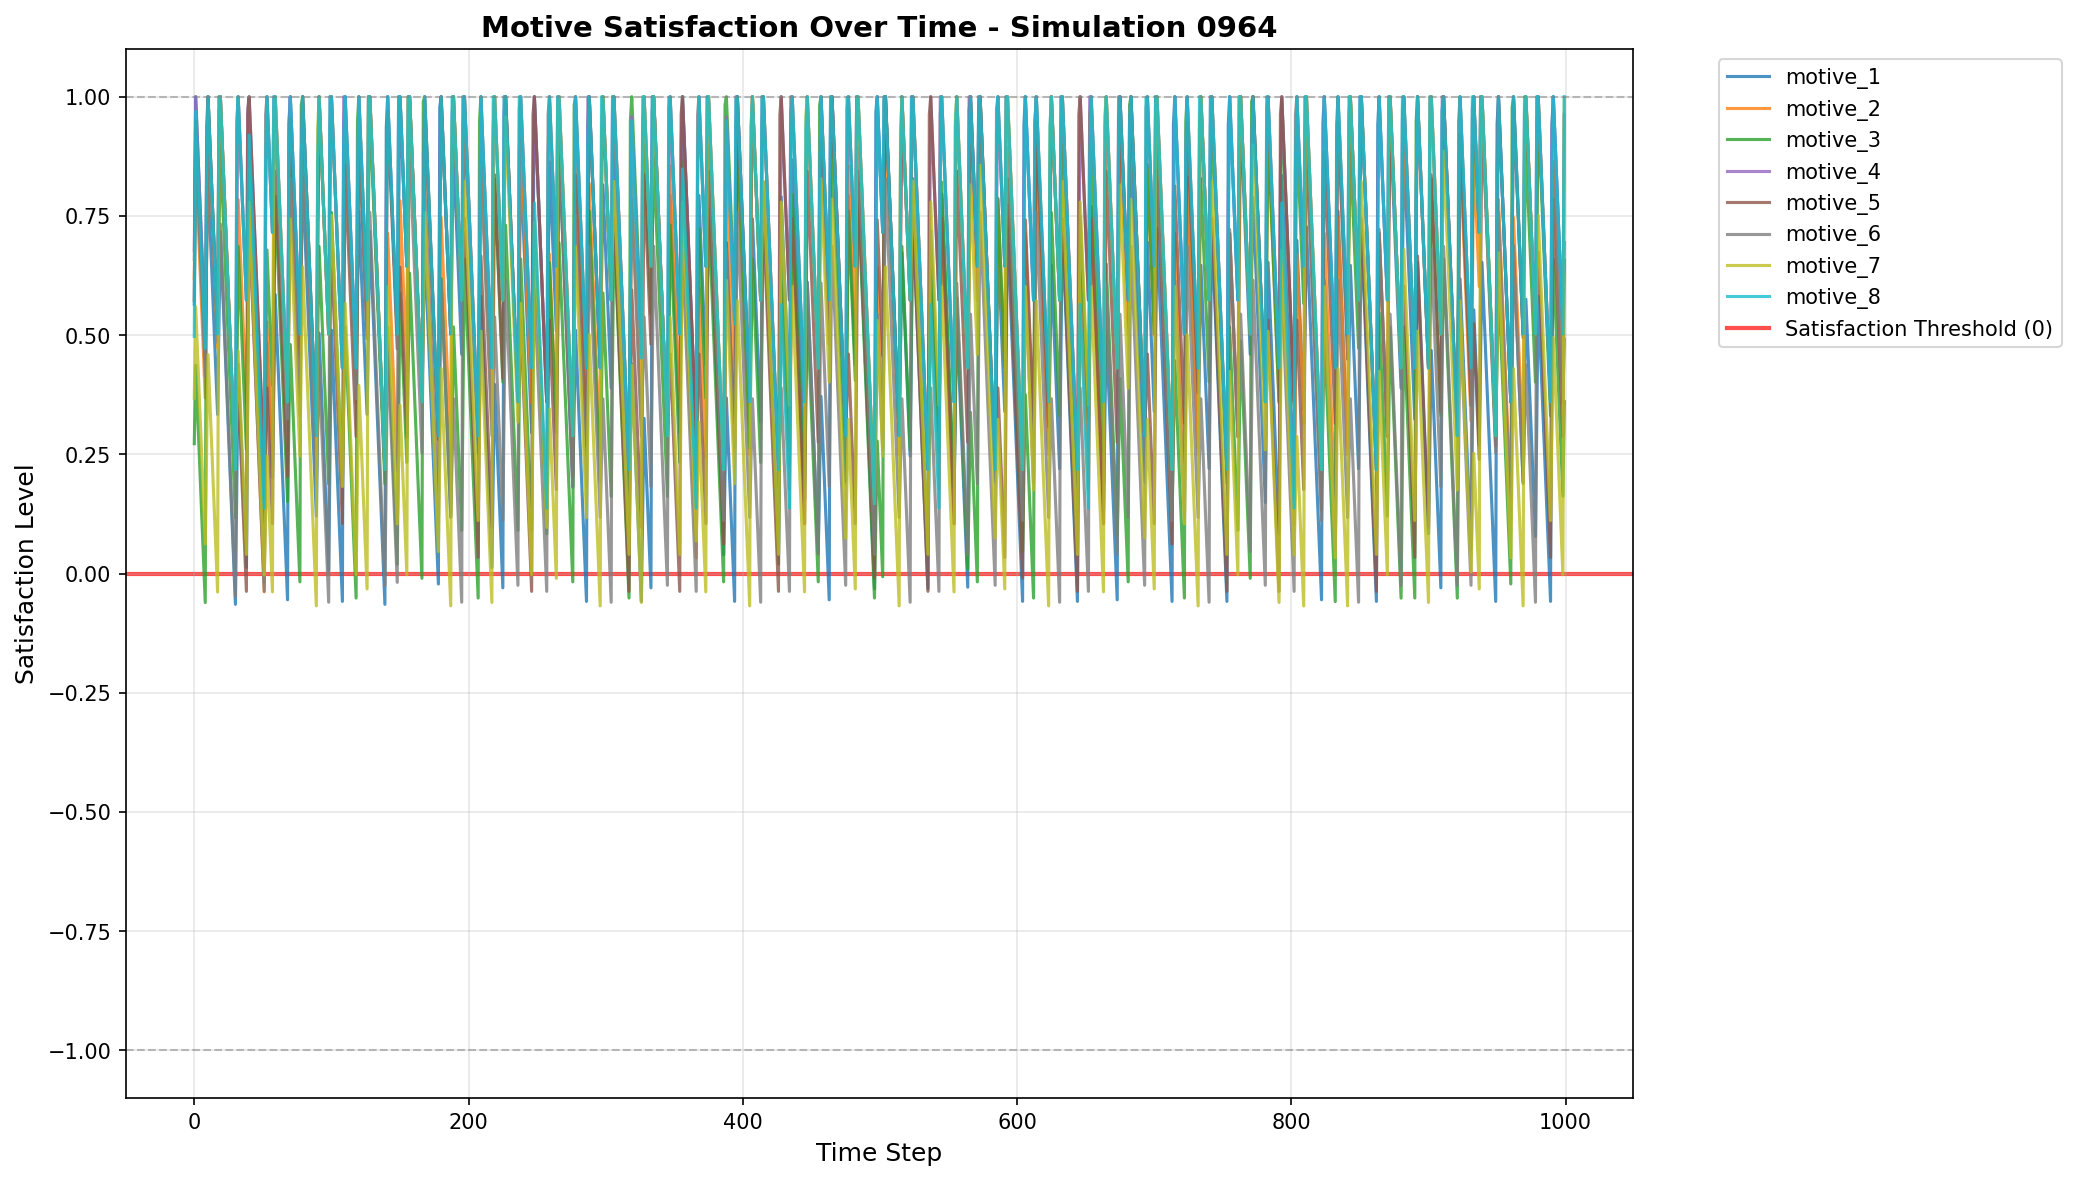 Motive Satisfaction Over Time - Simulation 0964
Satisfaction Level
1.00
0.75
0.50
0.25
0.00
−0.25
−0.50
−0.75
−1.00
0
200
400
600
800
1000
Time Step
motive_1
motive_2
motive_3
motive_4
motive_5
motive_6
motive_7
motive_8
Satisfaction Threshold (0)